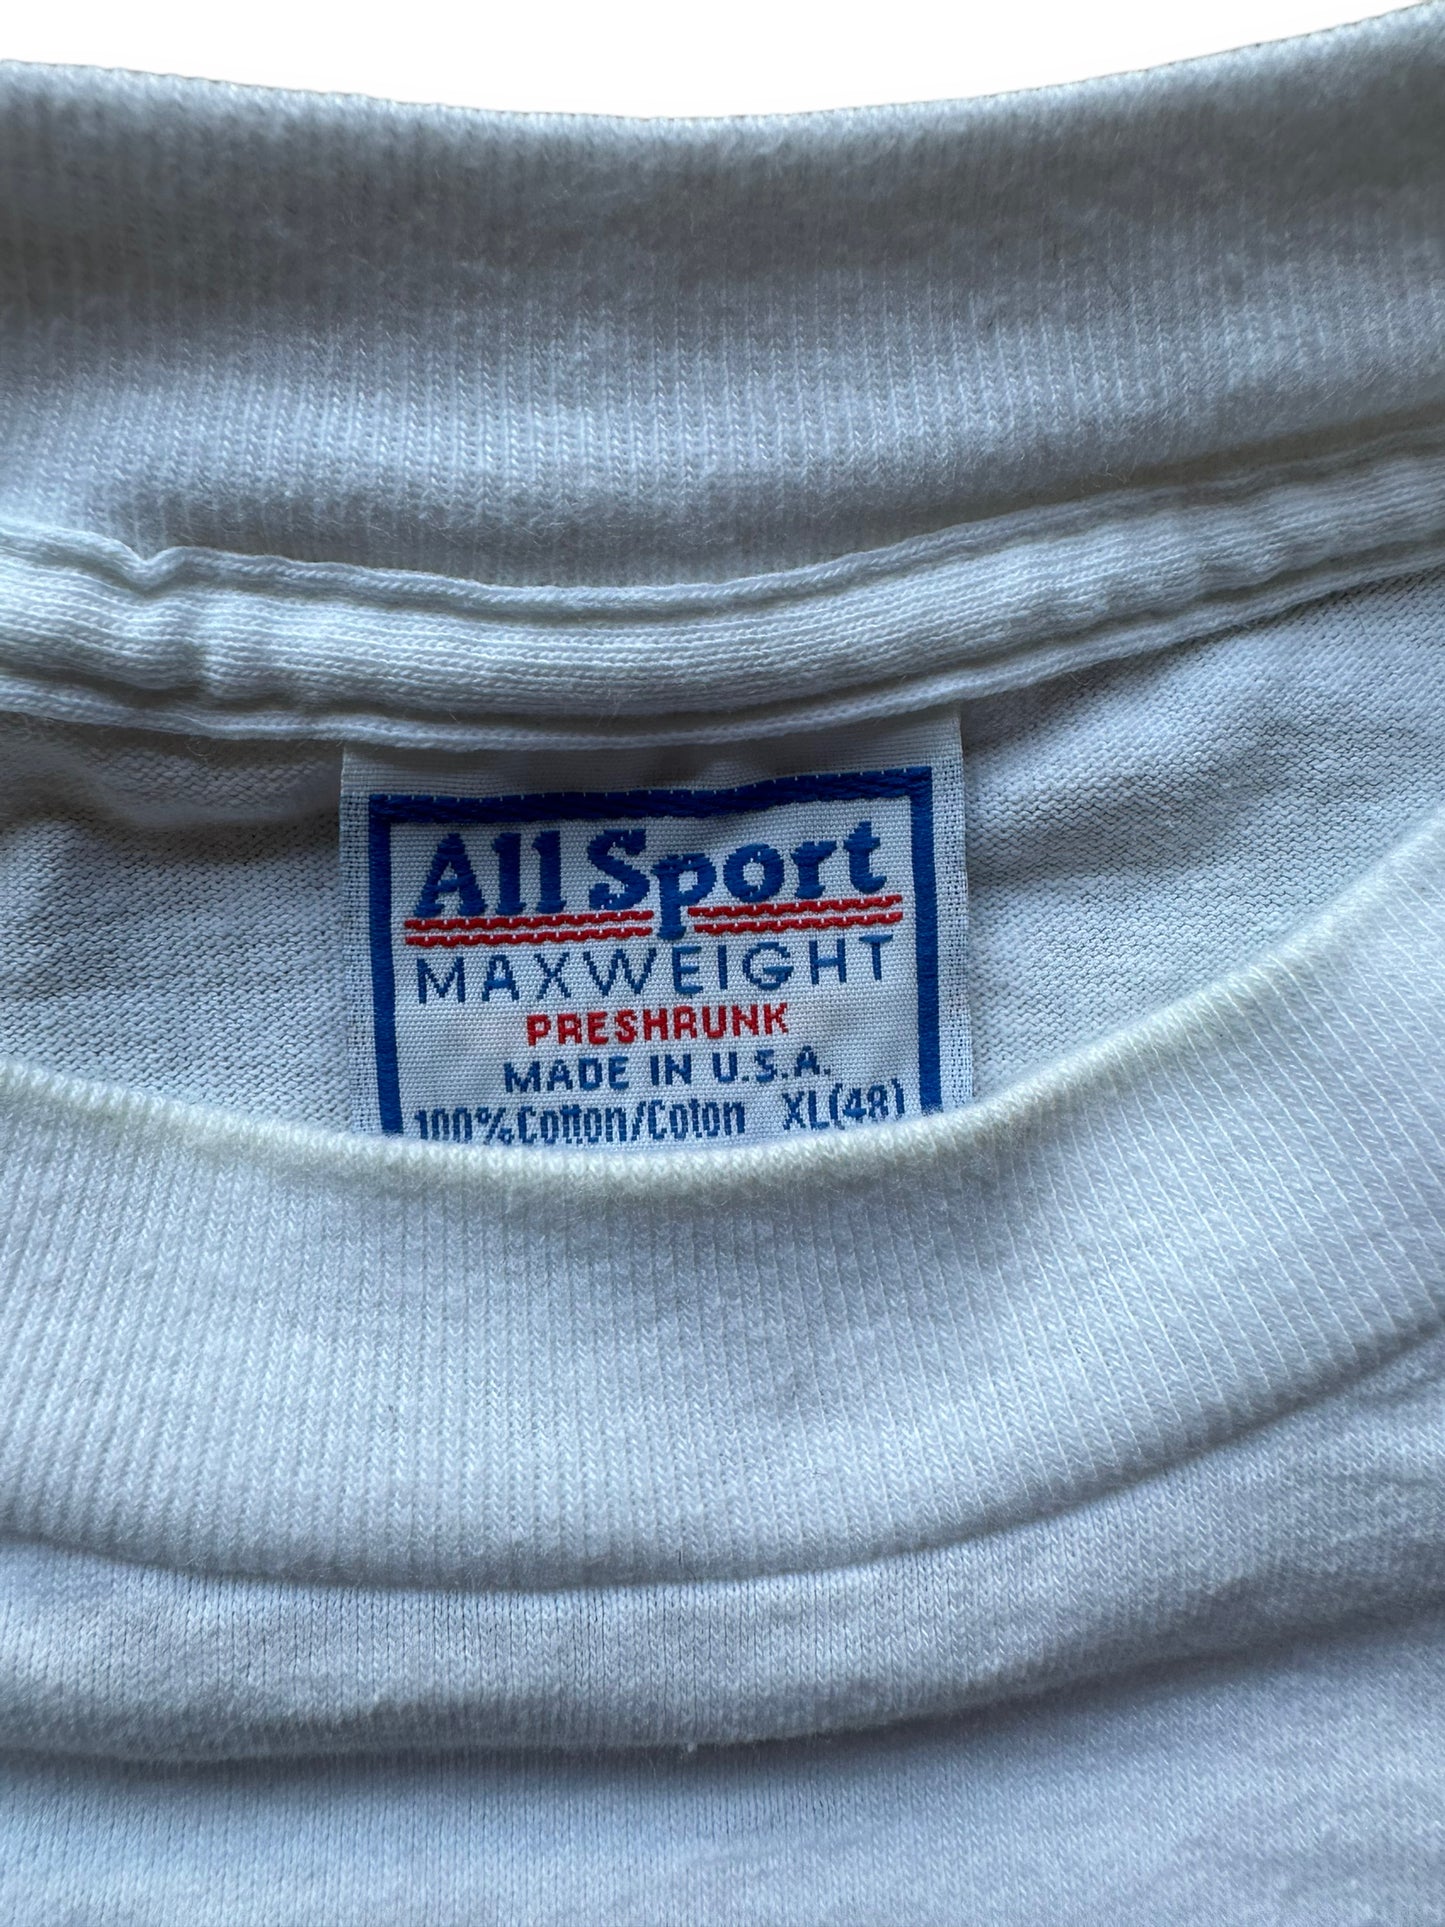 All Sport
MAXWEIGHT
PRESHRUNK
MADE IN U.S.A.
100% Cotton/Coton XL(48)